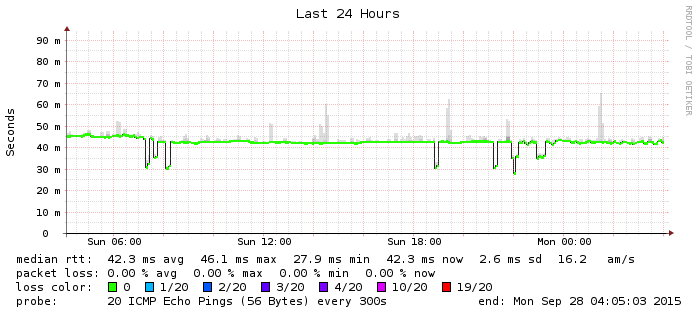 Last 24 Hours
RRDTOOL / TOBI OETIKER
Seconds
90 m
80 m
70 m
60 m
50 m
40 m
30 m
20 m
10 m
0
Sun 06:00 Sun 12:00 Sun 18:00 Mon 00:00
median rtt: 42.3 ms avg 46.1 ms max 27.9 ms min 42.3 ms now 2.6 ms sd 16.2 am/s
packet loss: 0.00 % avg 0.00 % max 0.00 % min 0.00 % now
loss color: 0 1/20 2/20 3/20 4/20 10/20 19/20
probe: 20 ICMP Echo Pings (56 Bytes) every 300s end: Mon Sep 28 04:05:03 2015